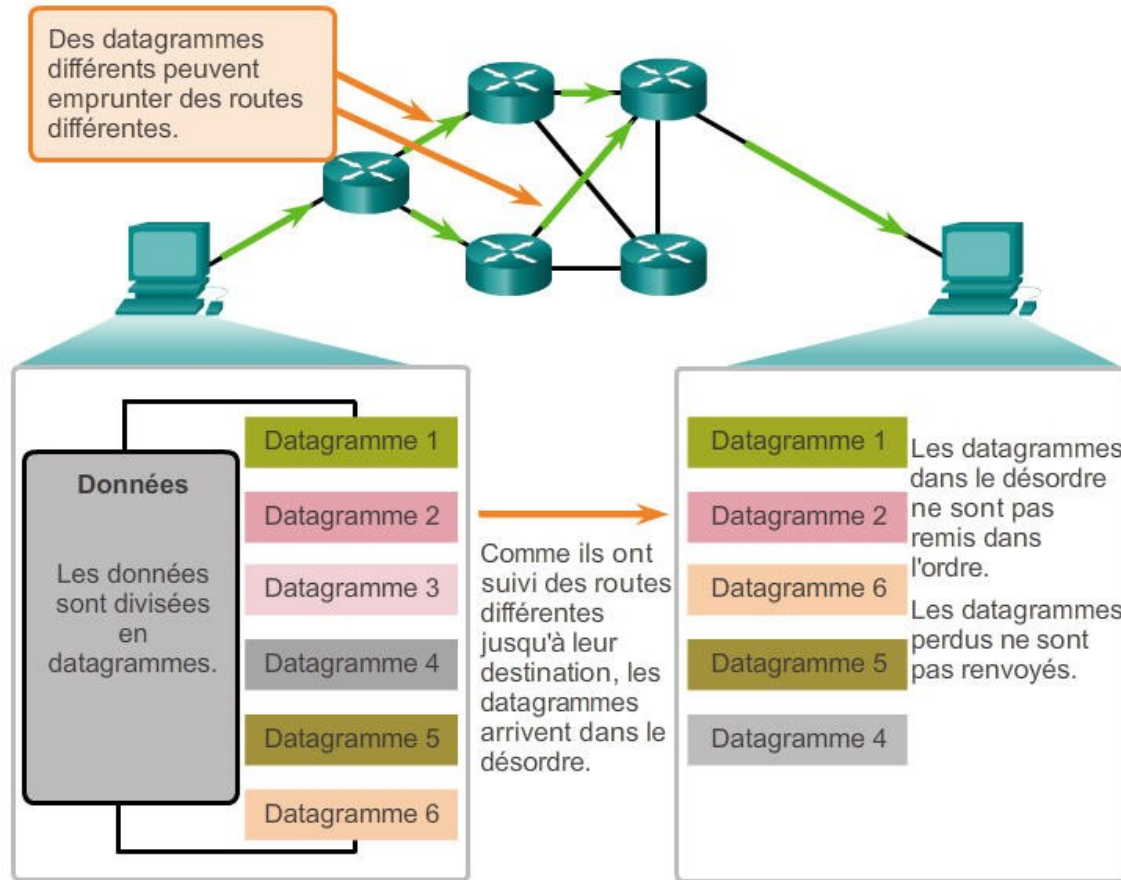 Des datagrammes
différents peuvent
emprunter des routes
différentes.
Données
Les données
sont divisées
en
datagrammes.
Datagramme 1
Datagramme 2
Datagramme 3
Datagramme 4
Datagramme 5
Datagramme 6
Comme ils ont
suivi des routes
différentes
jusqu'à leur
destination, les
datagrammes
arrivent dans le
désordre.
Datagramme 1
Datagramme 2
Datagramme 6
Datagramme 5
Datagramme 4
Les datagrammes
dans le désordre
ne sont pas
remis dans
l'ordre.
Les datagrammes
perdus ne sont
pas renvoyés.